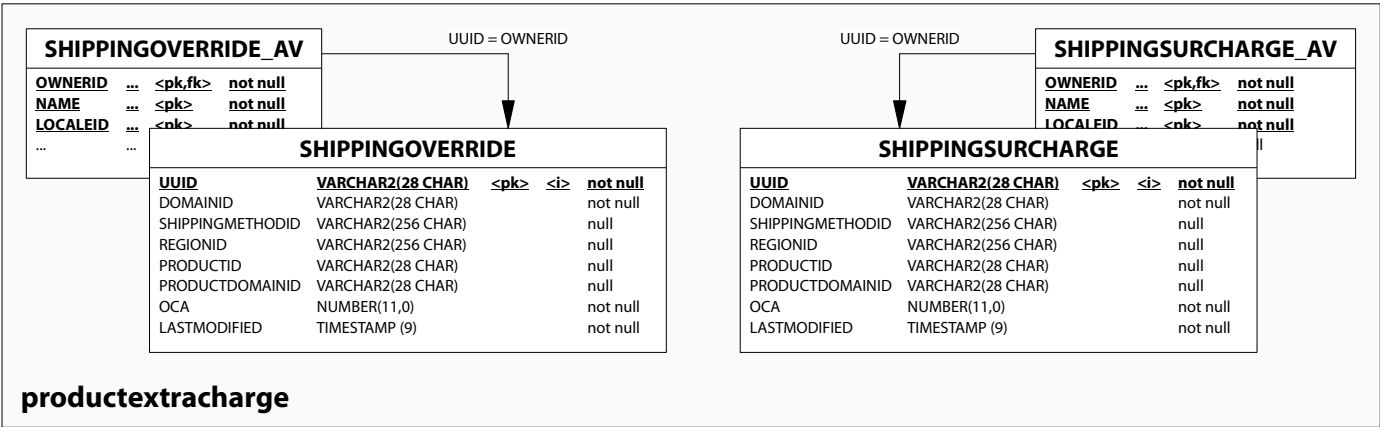 SHIPPINGOVERRIDE_AV
OWNERID ... <pk,fk> not null
NAME ... <pk> not null
LOCALEID ... <pk> not null
... ...
UUID = OWNERID
SHIPPINGOVERRIDE
UUID VARCHAR2(28 CHAR) <pk> <i> not null
DOMAINID VARCHAR2(28 CHAR) not null
SHIPPINGMETHODID VARCHAR2(256 CHAR) null
REGIONID VARCHAR2(256 CHAR) null
PRODUCTID VARCHAR2(28 CHAR) null
PRODUCTDOMAINID VARCHAR2(28 CHAR) null
OCA NUMBER(11,0) not null
LASTMODIFIED TIMESTAMP (9) not null
UUID = OWNERID
SHIPPINGSURCHARGE_AV
OWNERID ... <pk,fk> not null
NAME ... <pk> not null
LOCALEID ... <pk> not null
SHIPPINGSURCHARGE
UUID VARCHAR2(28 CHAR) <pk> <i> not null
DOMAINID VARCHAR2(28 CHAR) not null
SHIPPINGMETHODID VARCHAR2(256 CHAR) null
REGIONID VARCHAR2(256 CHAR) null
PRODUCTID VARCHAR2(28 CHAR) null
PRODUCTDOMAINID VARCHAR2(28 CHAR) null
OCA NUMBER(11,0) not null
LASTMODIFIED TIMESTAMP (9) not null
productextracharge